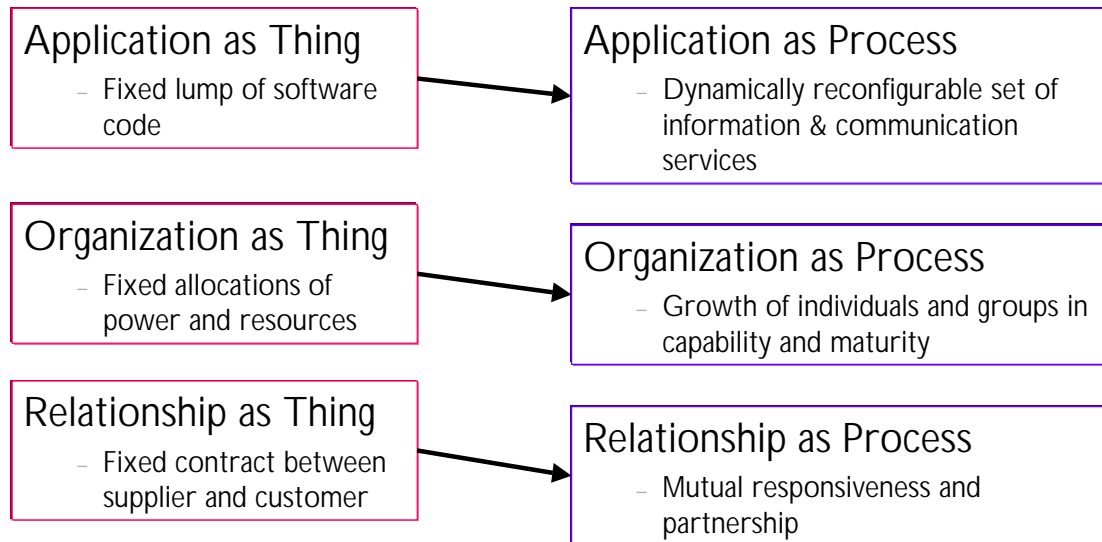 Application as Thing
– Fixed lump of software
code
Application as Process
– Dynamically reconfigurable set of
information & communication
services
Organization as Thing
– Fixed allocations of
power and resources
Organization as Process
– Growth of individuals and groups in
capability and maturity
Relationship as Thing
– Fixed contract between
supplier and customer
Relationship as Process
– Mutual responsiveness and
partnership